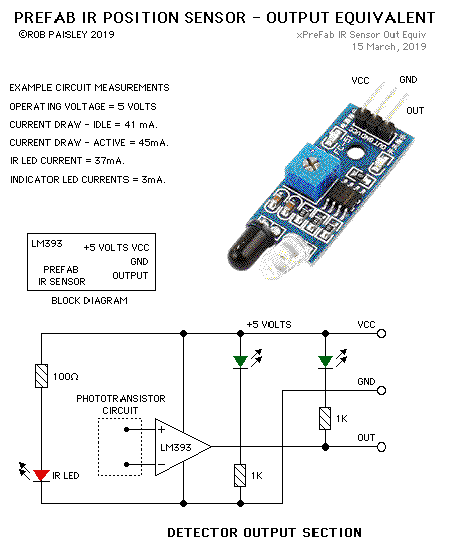 PREFAB IR POSITION SENSOR - OUTPUT EQUIVALENT
©ROB PAISLEY 2019
xPreFab IR Sensor Out Equiv
15 March, 2019
EXAMPLE CIRCUIT MEASUREMENTS
OPERATING VOLTAGE = 5 VOLTS
CURRENT DRAW - IDLE = 41 mA.
CURRENT DRAW - ACTIVE = 45mA.
IR LED CURRENT = 37mA.
INDICATOR LED CURRENTS = 3mA.
VCC
GND
OUT
LM393
+5 VOLTS VCC
GND
OUTPUT
PREFAB
IR SENSOR
BLOCK DIAGRAM
+5 VOLTS
VCC
100Ω
GND
PHOTOTRANSISTOR
CIRCUIT
1K
+
LM393
-
OUT
IR LED
1K
DETECTOR OUTPUT SECTION